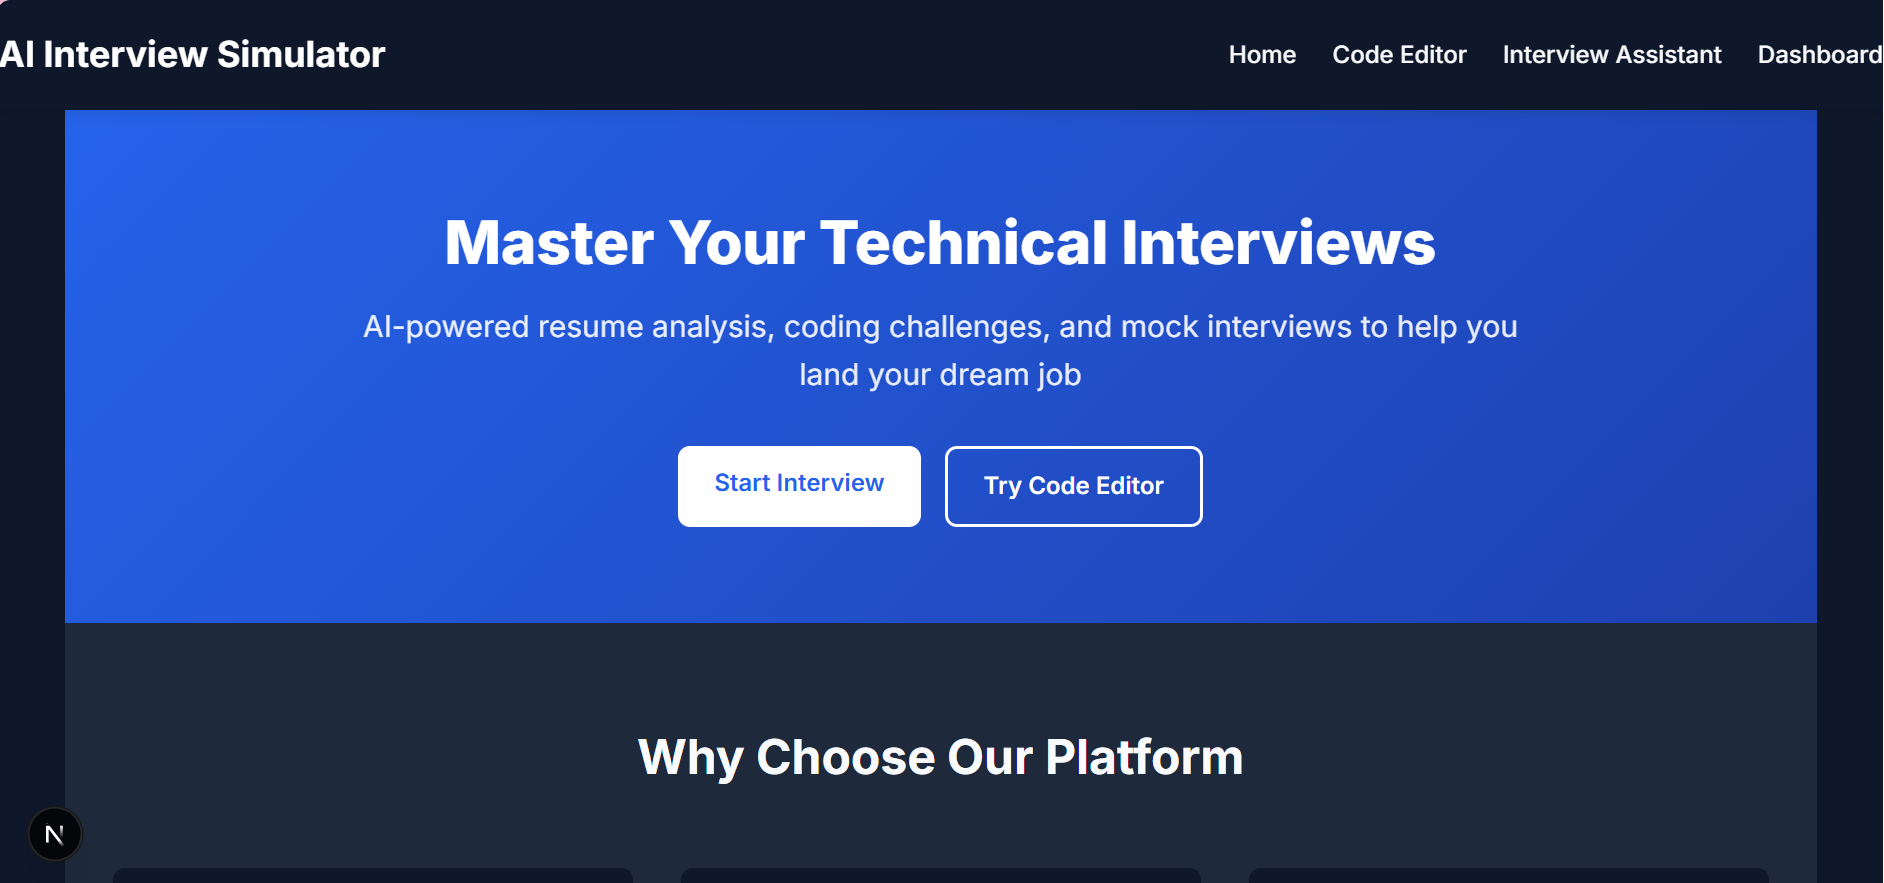 AI Interview Simulator
Home Code Editor Interview Assistant Dashboard
Master Your Technical Interviews
AI-powered resume analysis, coding challenges, and mock interviews to help you
land your dream job
Start Interview Try Code Editor
Why Choose Our Platform
N